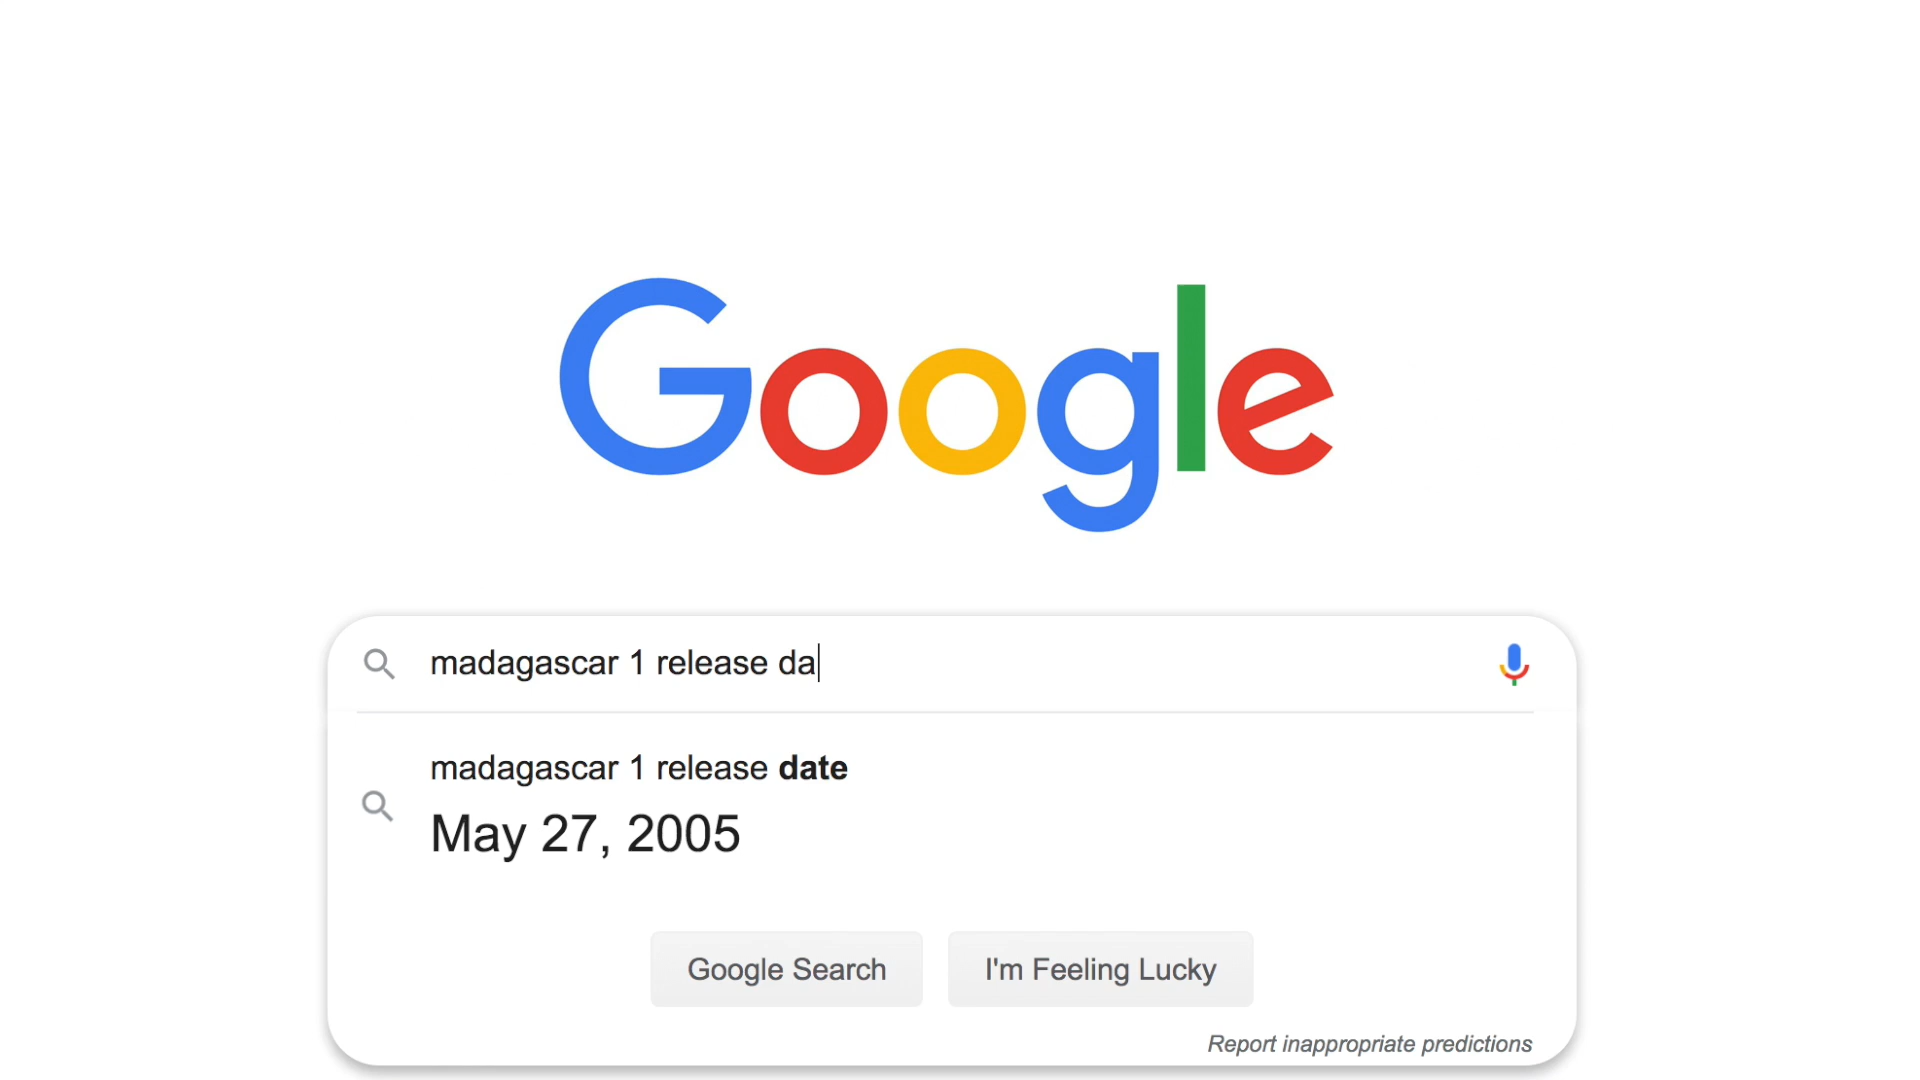 Google
madagascar 1 release da
madagascar 1 release date
May 27, 2005
Google Search
I'm Feeling Lucky
Report inappropriate predictions